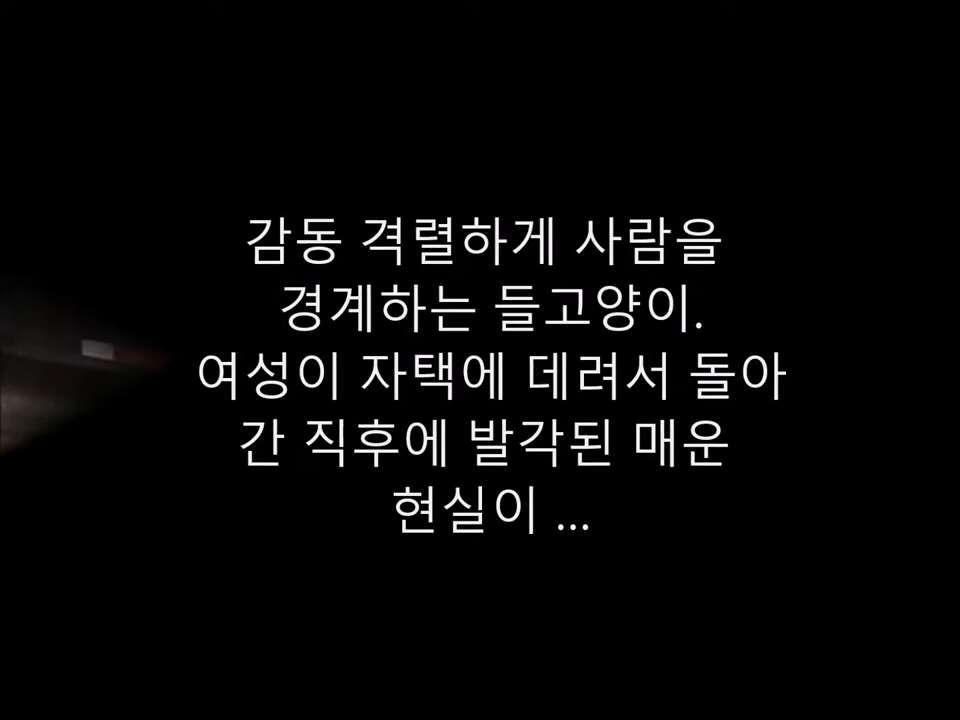 감동 격렬하게 사람을
경계하는 들고양이.
여성이 자택에 데려서 돌아
간 직후에 발각된 매운
현실이 ...